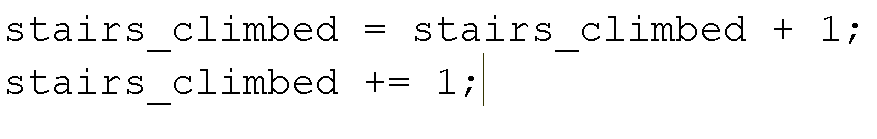 stairs_climbed = stairs_climbed + 1;
stairs_climbed += 1;